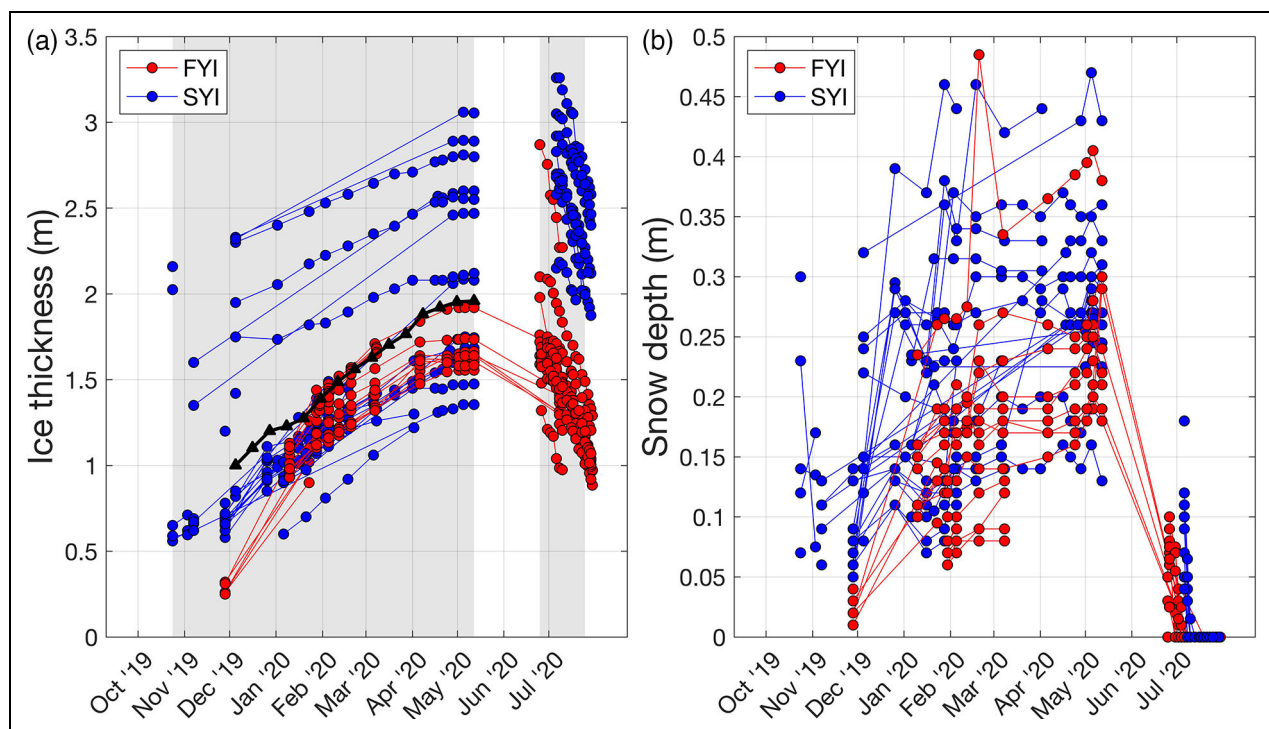 (a)
FYI
SYI
Ice thickness (m)
3.5
3
2.5
2
1.5
1
0.5
0
Oct '19
Nov '19
Dec '19
Jan '20
Feb '20
Mar '20
Apr '20
May '20
Jun '20
Jul '20
(b)
FYI
SYI
Snow depth (m)
0.5
0.45
0.4
0.35
0.3
0.25
0.2
0.15
0.1
0.05
0
Oct '19
Nov '19
Dec '19
Jan '20
Feb '20
Mar '20
Apr '20
May '20
Jun '20
Jul '20